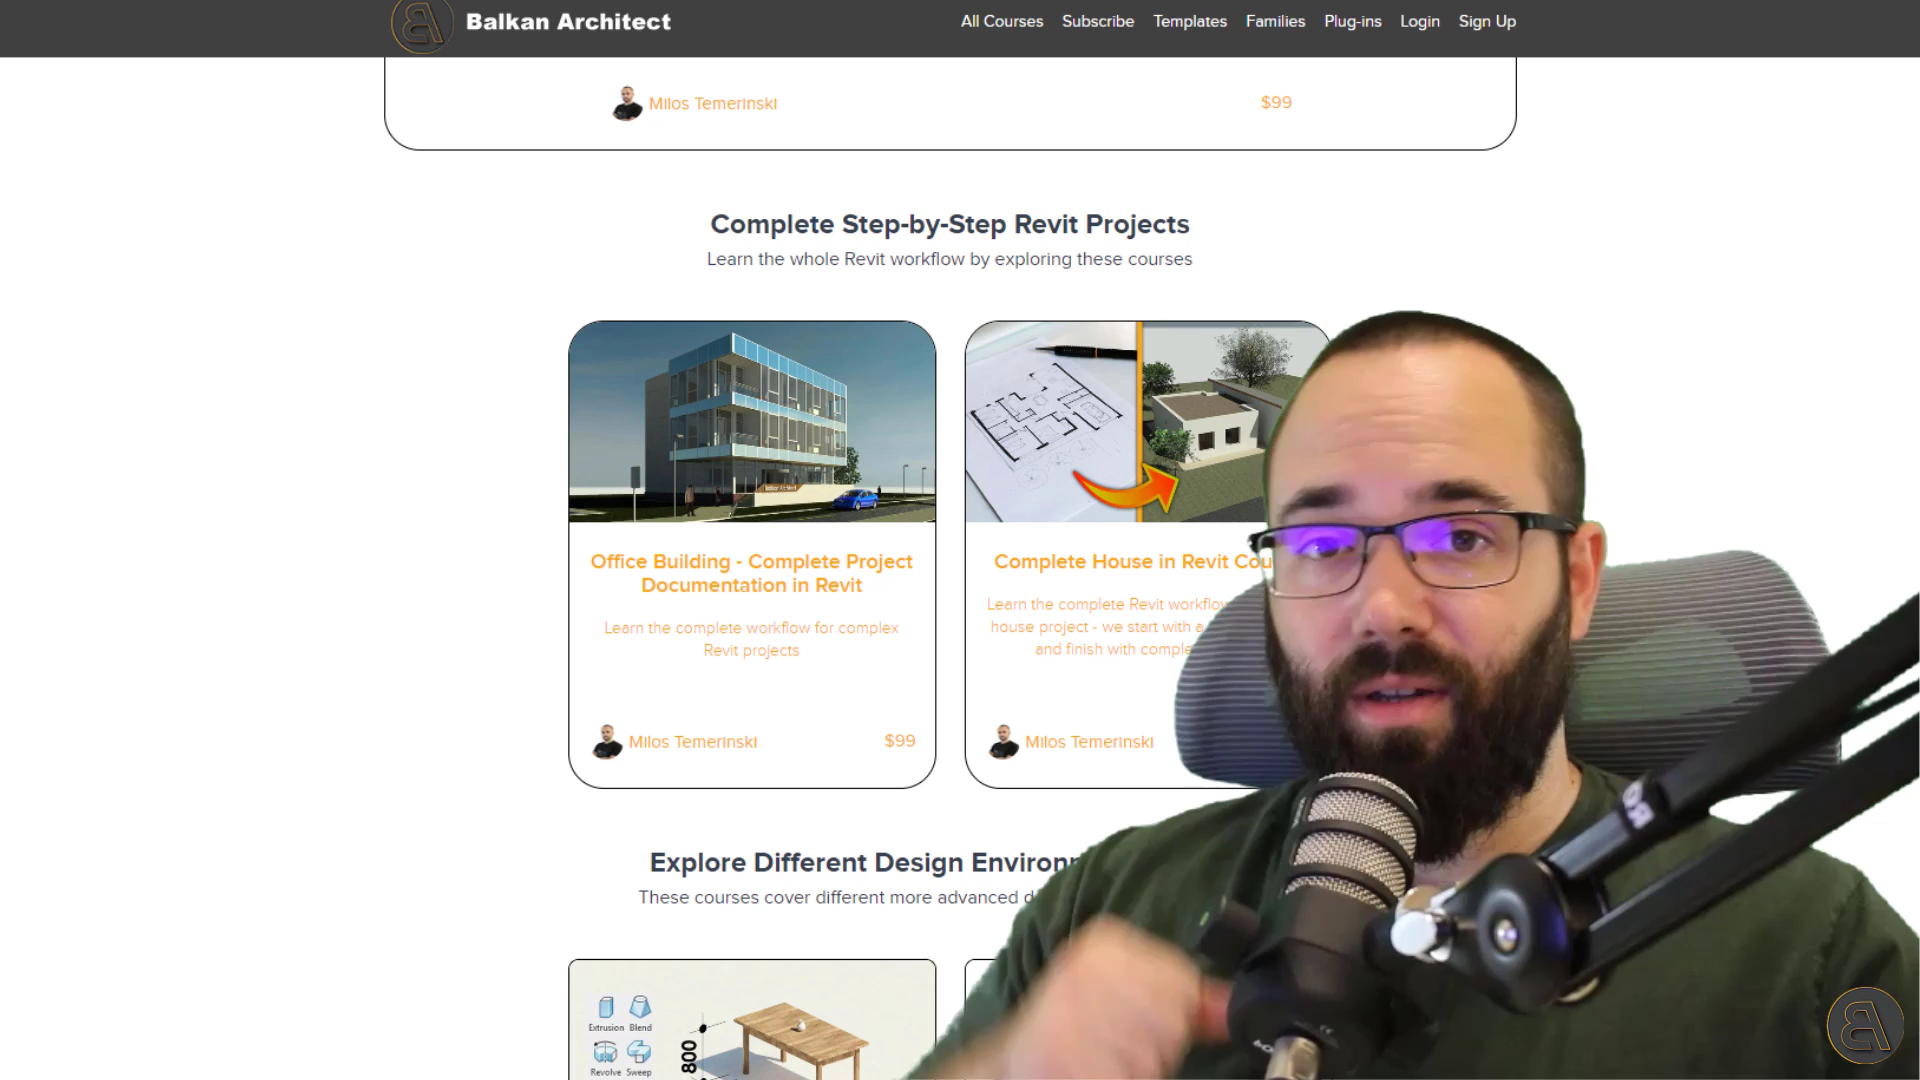 Balkan Architect
All Courses Subscribe Templates Families Plug-ins Login Sign Up
Milos Temerinski
$99
Complete Step-by-Step Revit Projects
Learn the whole Revit workflow by exploring these courses
Office Building - Complete Project
Documentation in Revit
Learn the complete workflow for complex
Revit projects
Milos Temerinski
$99
Complete House in Revit Cou
Learn the complete Revit workflow
house project - we start with a
and finish with comple
Milos Temerinski
Explore Different Design Environ
These courses cover different more advanced d
Extrusion Blend
Revolve Sweep
800